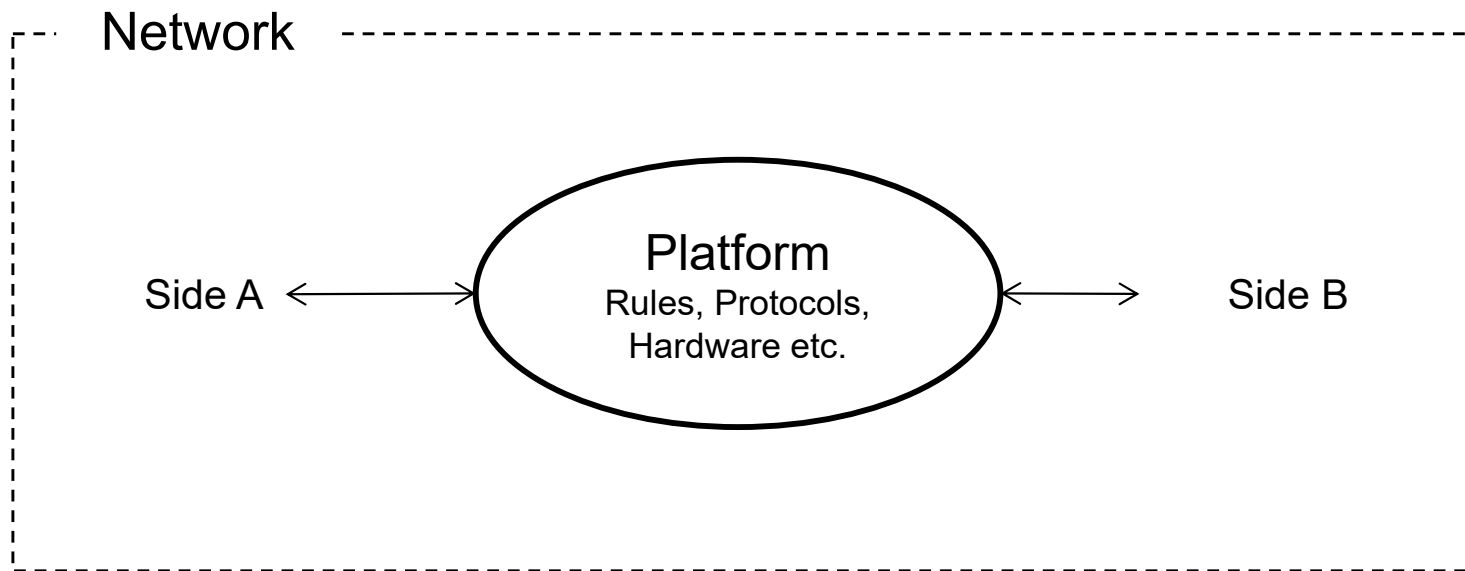 Network
Platform
Rules, Protocols,
Hardware etc.
Side A
Side B